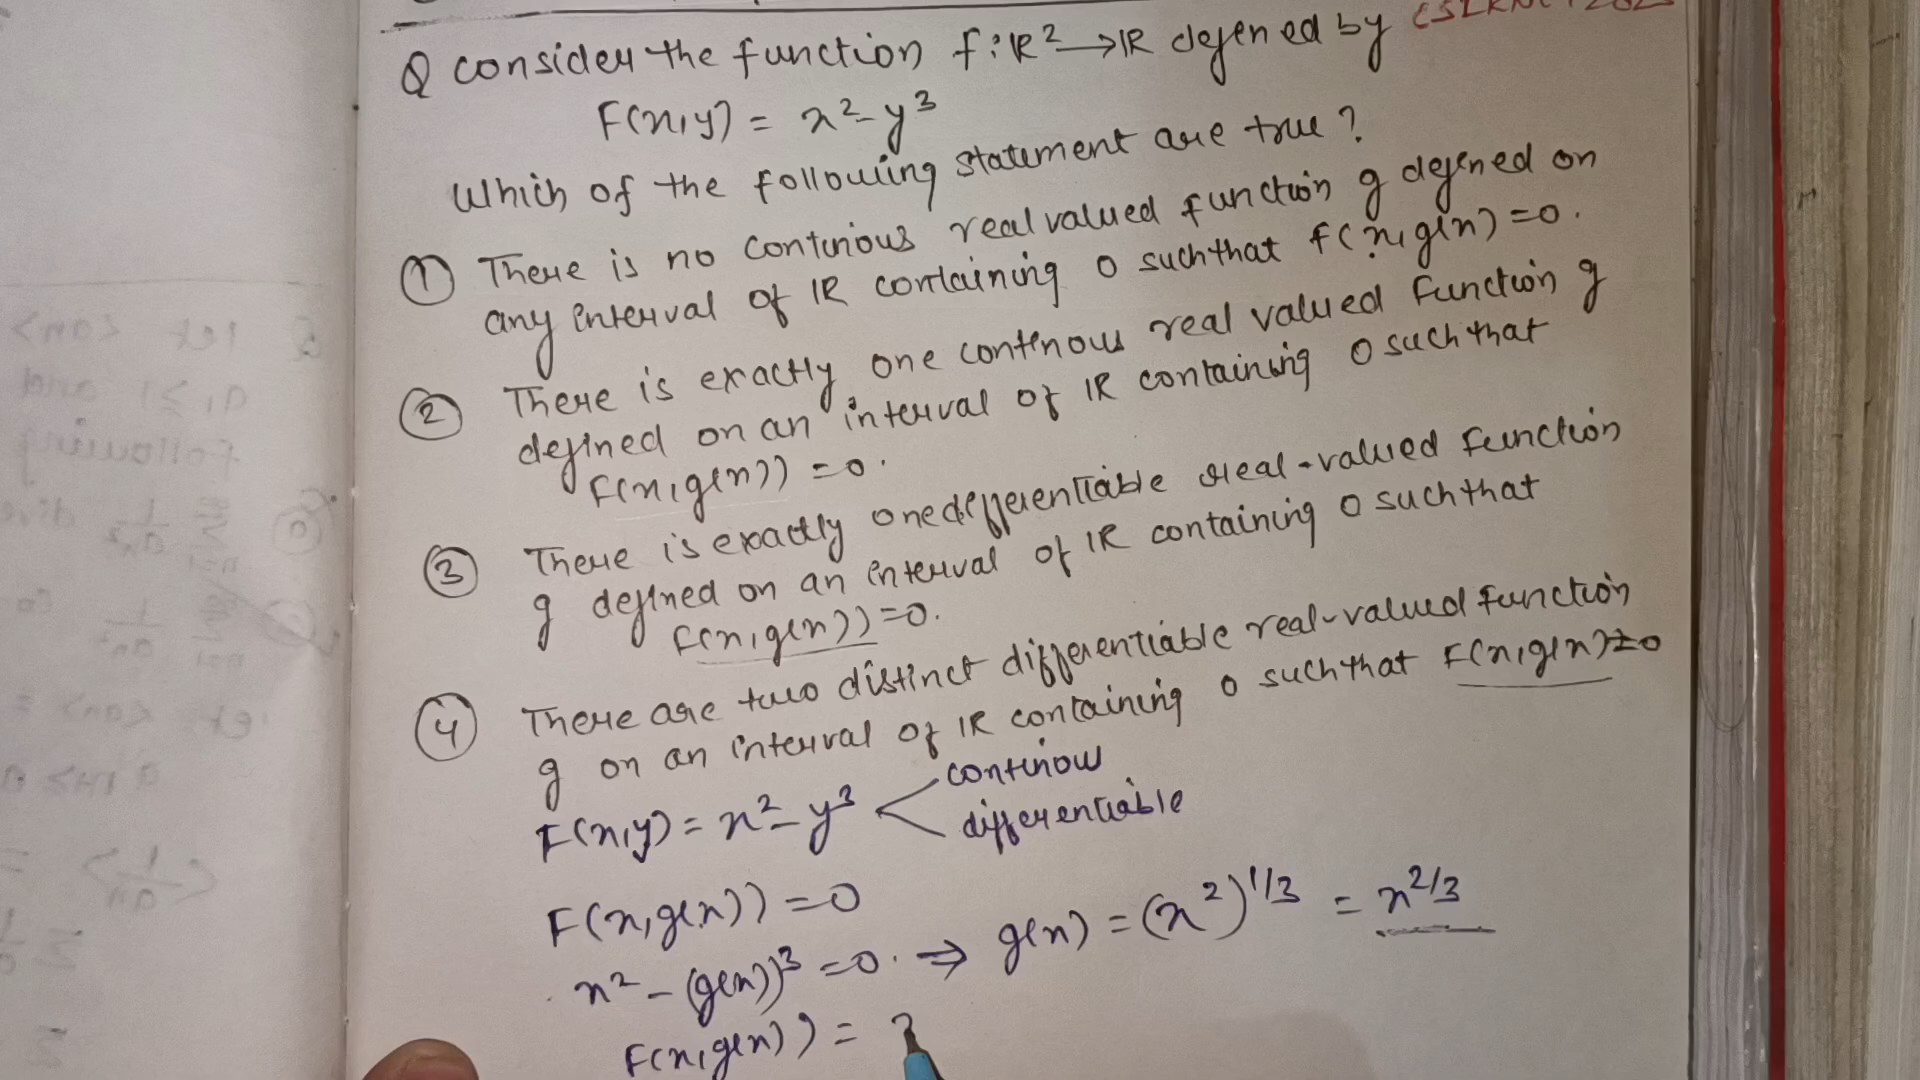 Q consider the function f: ℝ² → ℝ defened by
F(x,y) = x² - y³
Which of the following statement are true ?
① There is no continous real valued function g defened on
any interval of ℝ containing 0 such that f(x, g(x) = 0.
② There is exactly one continous real valued function g
defined on an interval of ℝ containing 0 such that
F(x, g(x)) = 0.
③ There is exactly one defferentiable real-valued function
g defined on an interval of ℝ containing 0 such that
F(x, g(x)) = 0.
④ There are two distinct differentiable real-valued function
g on an interval of ℝ containing 0 such that F(x, g(x) = 0
F(x,y) = x² - y³ < continow
differentiable
F(x, g(x)) = 0
x² - (g(x))³ = 0. ⇒ g(x) = (x²)^1/3 = x^2/3
F(x, g(x)) =